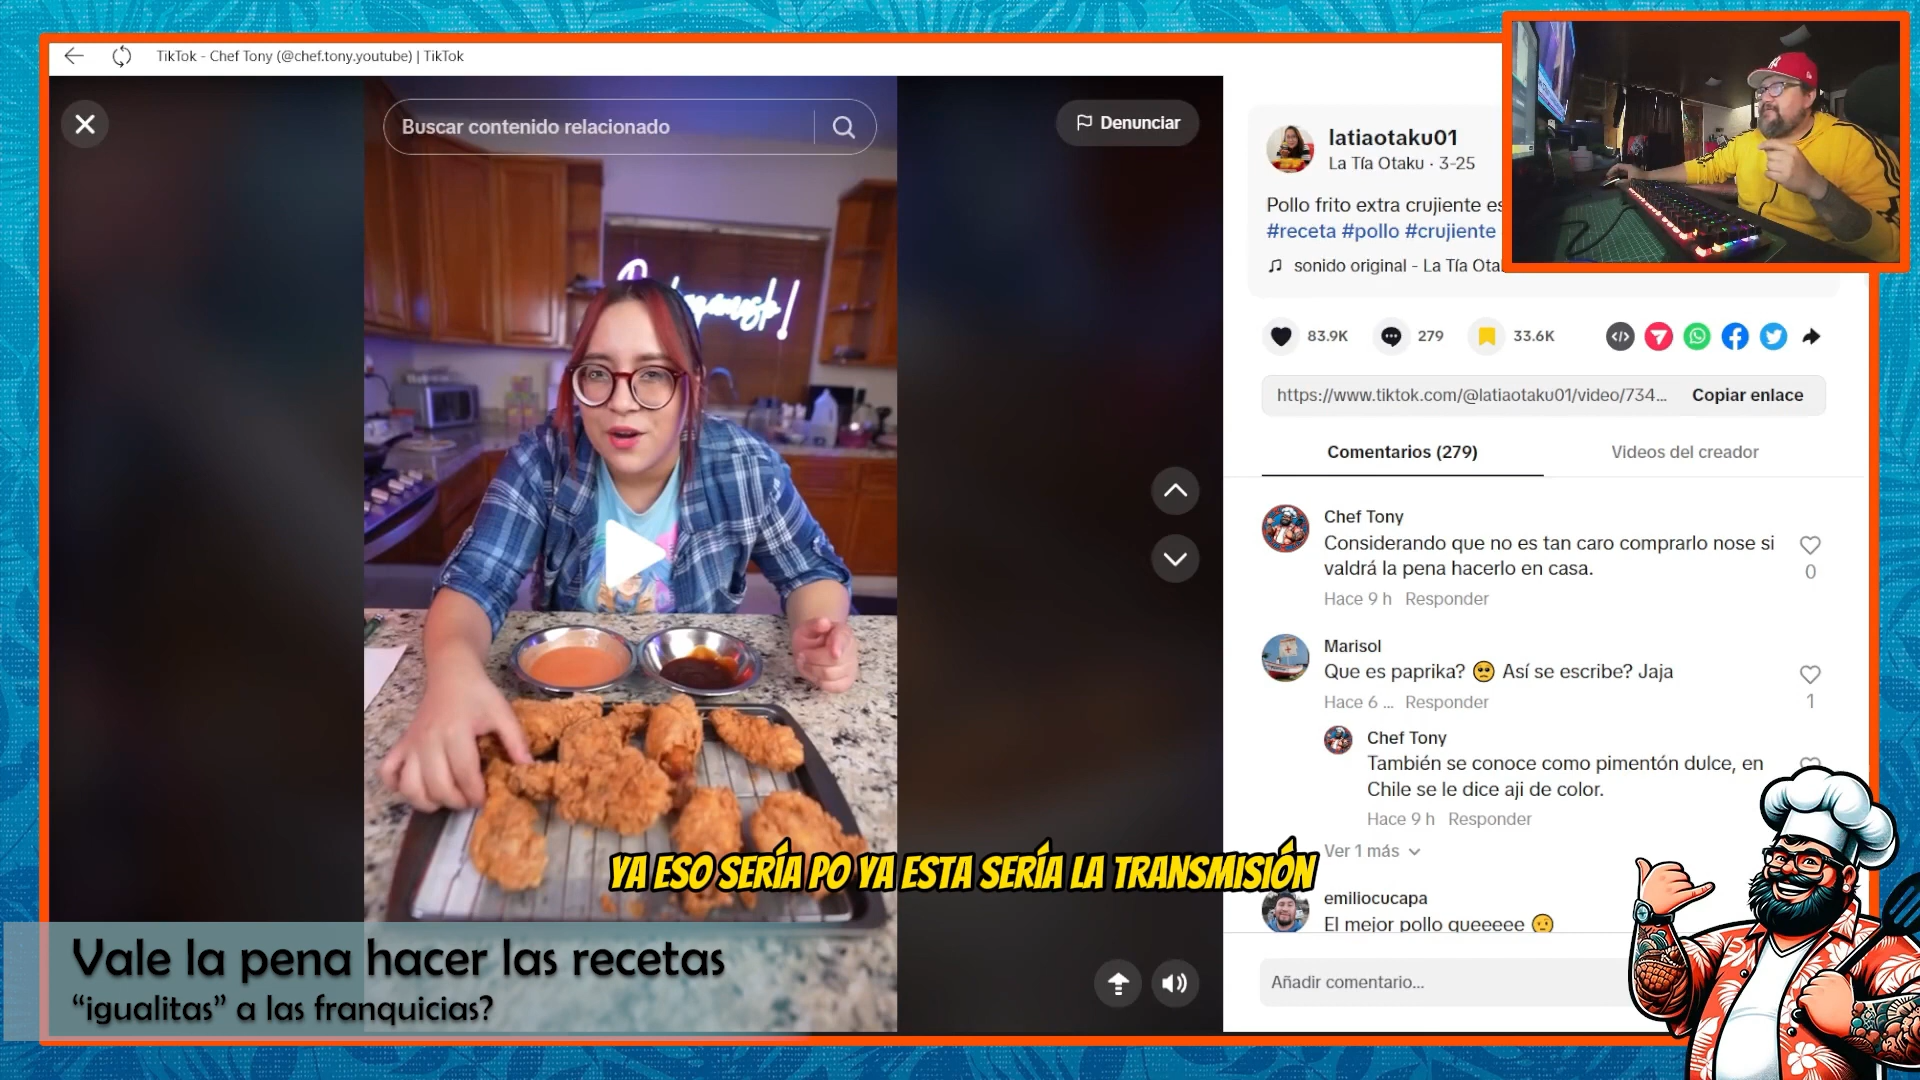 TikTok - Chef Tony (@chef.tony.youtube) | TikTok
Buscar contenido relacionado
Denunciar
latiaotaku01
La Tía Otaku · 3-25
Pollo frito extra crujiente es
#receta #pollo #crujiente
sonido original - La Tía Ota
83.9K
279
33.6K
https://www.tiktok.com/@latiaotaku01/video/734...
Copiar enlace
Comentarios (279)
Videos del creador
Chef Tony
Considerando que no es tan caro comprarlo nose si
valdrá la pena hacerlo en casa.
Hace 9 h Responder
0
Marisol
Que es paprika? 🥺 Así se escribe? Jaja
Hace 6 ... Responder
1
Chef Tony
También se conoce como pimentón dulce, en
Chile se le dice aji de color.
Hace 9 h Responder
Ver 1 más
emiliocucapa
El mejor pollo queeeee 🤨
Añadir comentario...
YA ESO SERÍA PO YA ESTA SERÍA LA TRANSMISIÓN
Vale la pena hacer las recetas
“igualitas” a las franquicias?